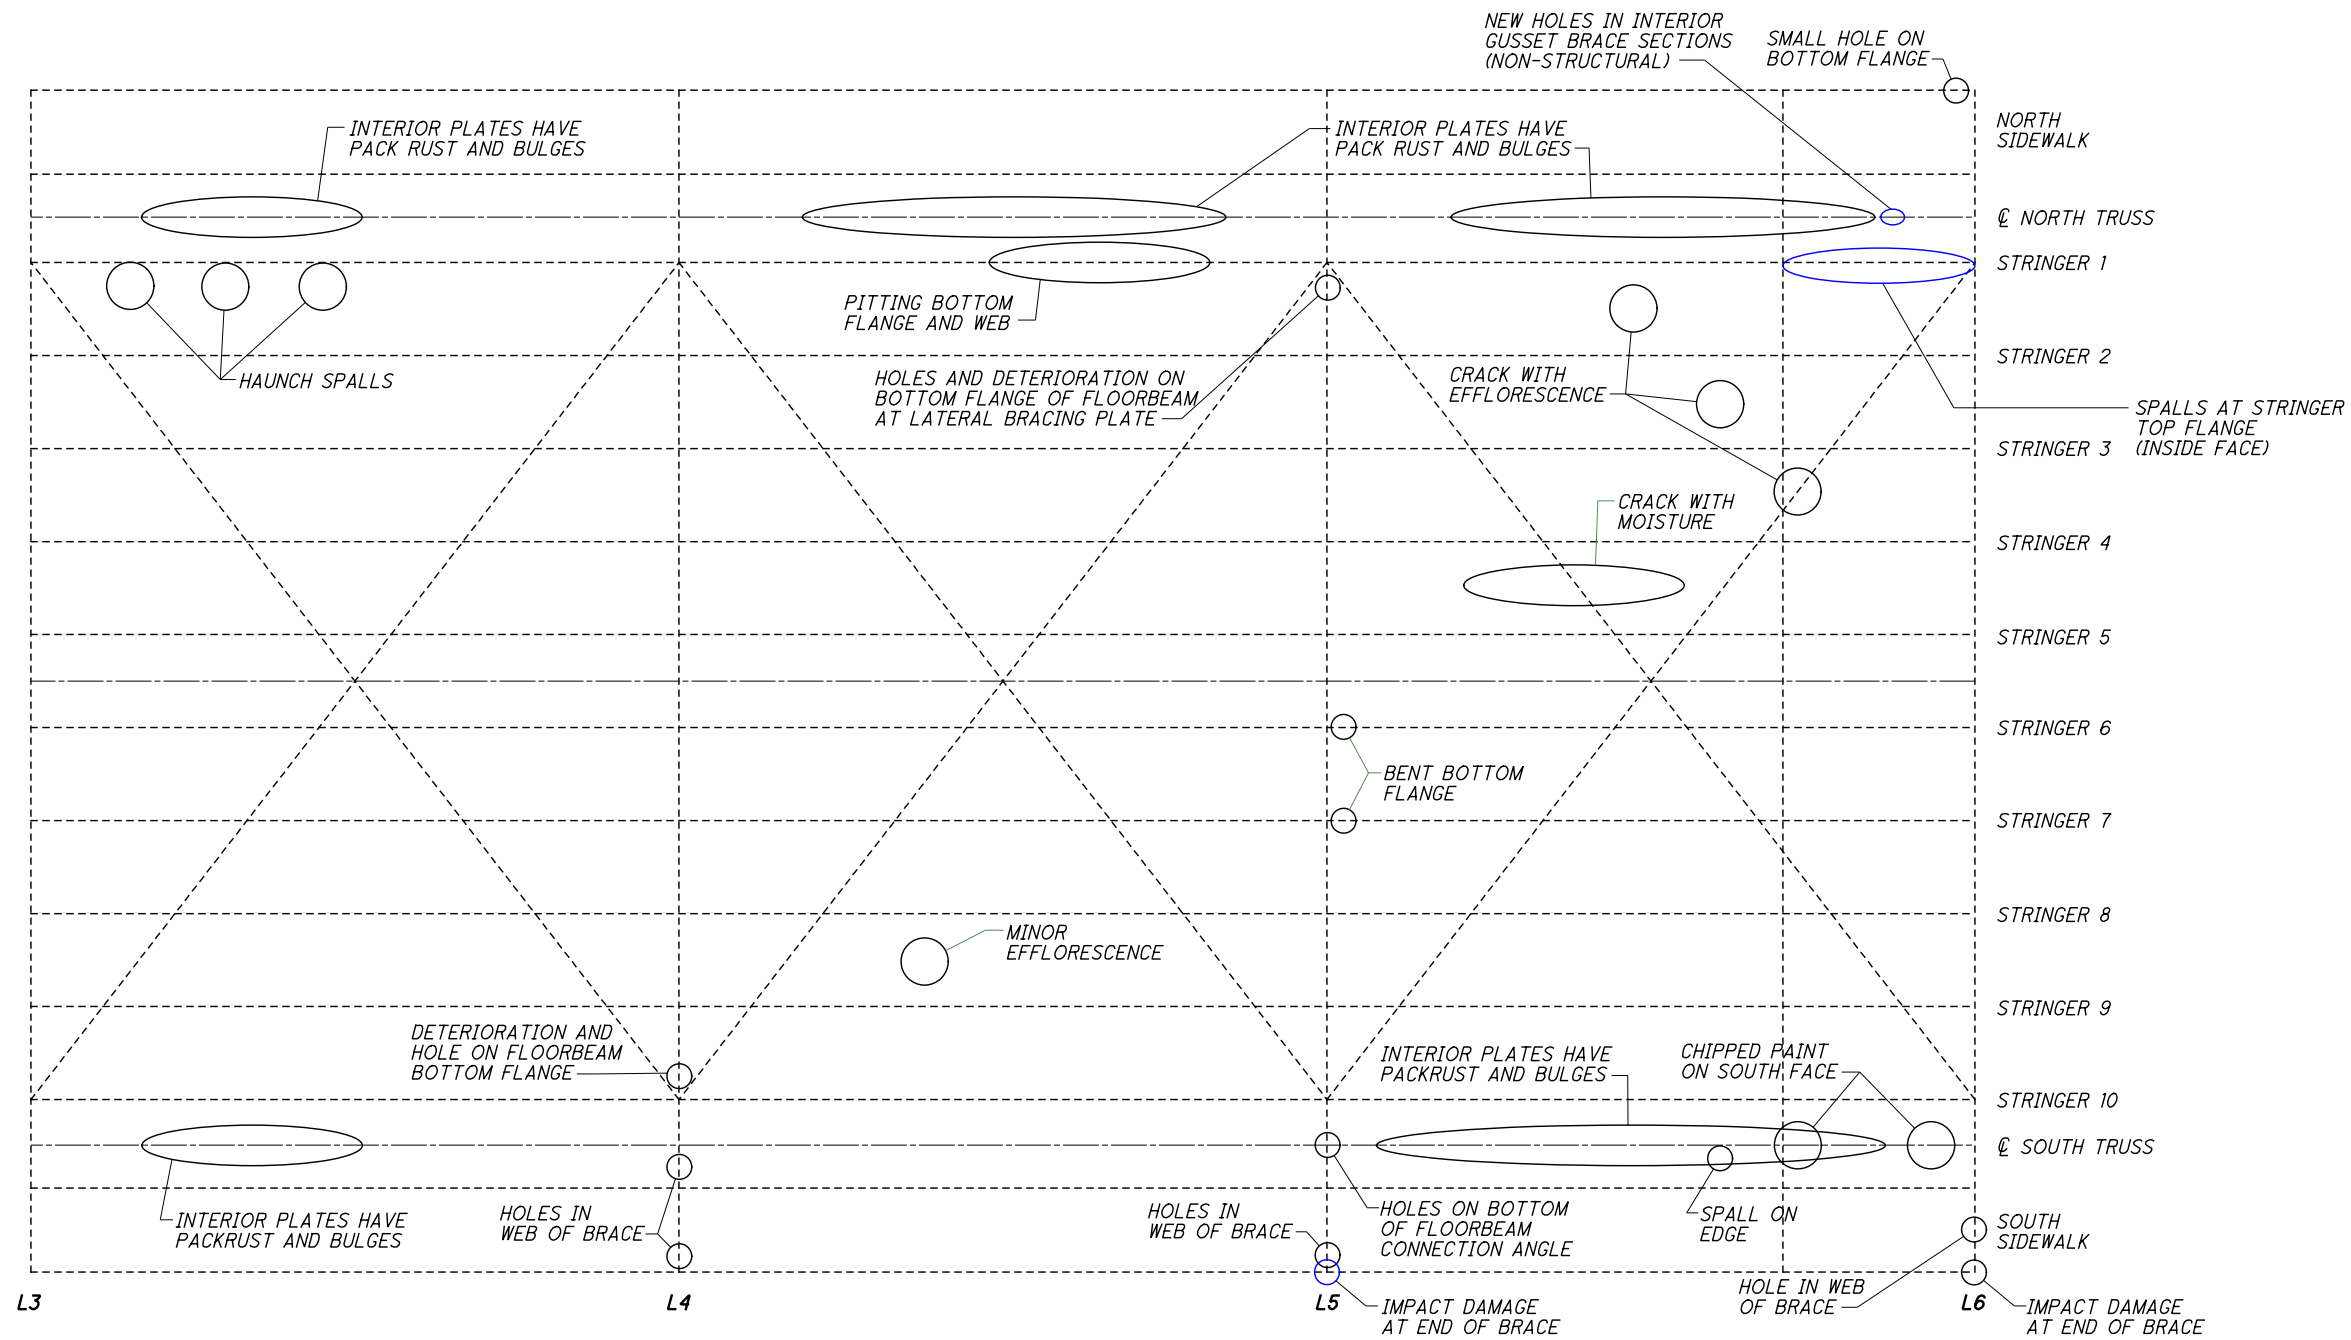 NEW HOLES IN INTERIOR
GUSSET BRACE SECTIONS
(NON-STRUCTURAL)
SMALL HOLE ON
BOTTOM FLANGE
NORTH
SIDEWALK
INTERIOR PLATES HAVE
PACK RUST AND BULGES
INTERIOR PLATES HAVE
PACK RUST AND BULGES
℄ NORTH TRUSS
STRINGER 1
PITTING BOTTOM
FLANGE AND WEB
STRINGER 2
HAUNCH SPALLS
HOLES AND DETERIORATION ON
BOTTOM FLANGE OF FLOORBEAM
AT LATERAL BRACING PLATE
CRACK WITH
EFFLORESCENCE
SPALLS AT STRINGER
TOP FLANGE
(INSIDE FACE)
STRINGER 3
CRACK WITH
MOISTURE
STRINGER 4
STRINGER 5
STRINGER 6
BENT BOTTOM
FLANGE
STRINGER 7
STRINGER 8
MINOR
EFFLORESCENCE
STRINGER 9
DETERIORATION AND
HOLE ON FLOORBEAM
BOTTOM FLANGE
INTERIOR PLATES HAVE
PACKRUST AND BULGES
CHIPPED PAINT
ON SOUTH FACE
STRINGER 10
℄ SOUTH TRUSS
INTERIOR PLATES HAVE
PACKRUST AND BULGES
HOLES IN
WEB OF BRACE
HOLES IN
WEB OF BRACE
HOLES ON BOTTOM
OF FLOORBEAM
CONNECTION ANGLE
SPALL ON
EDGE
SOUTH
SIDEWALK
HOLE IN WEB
OF BRACE
L3
L4
L5
L6
IMPACT DAMAGE
AT END OF BRACE
IMPACT DAMAGE
AT END OF BRACE